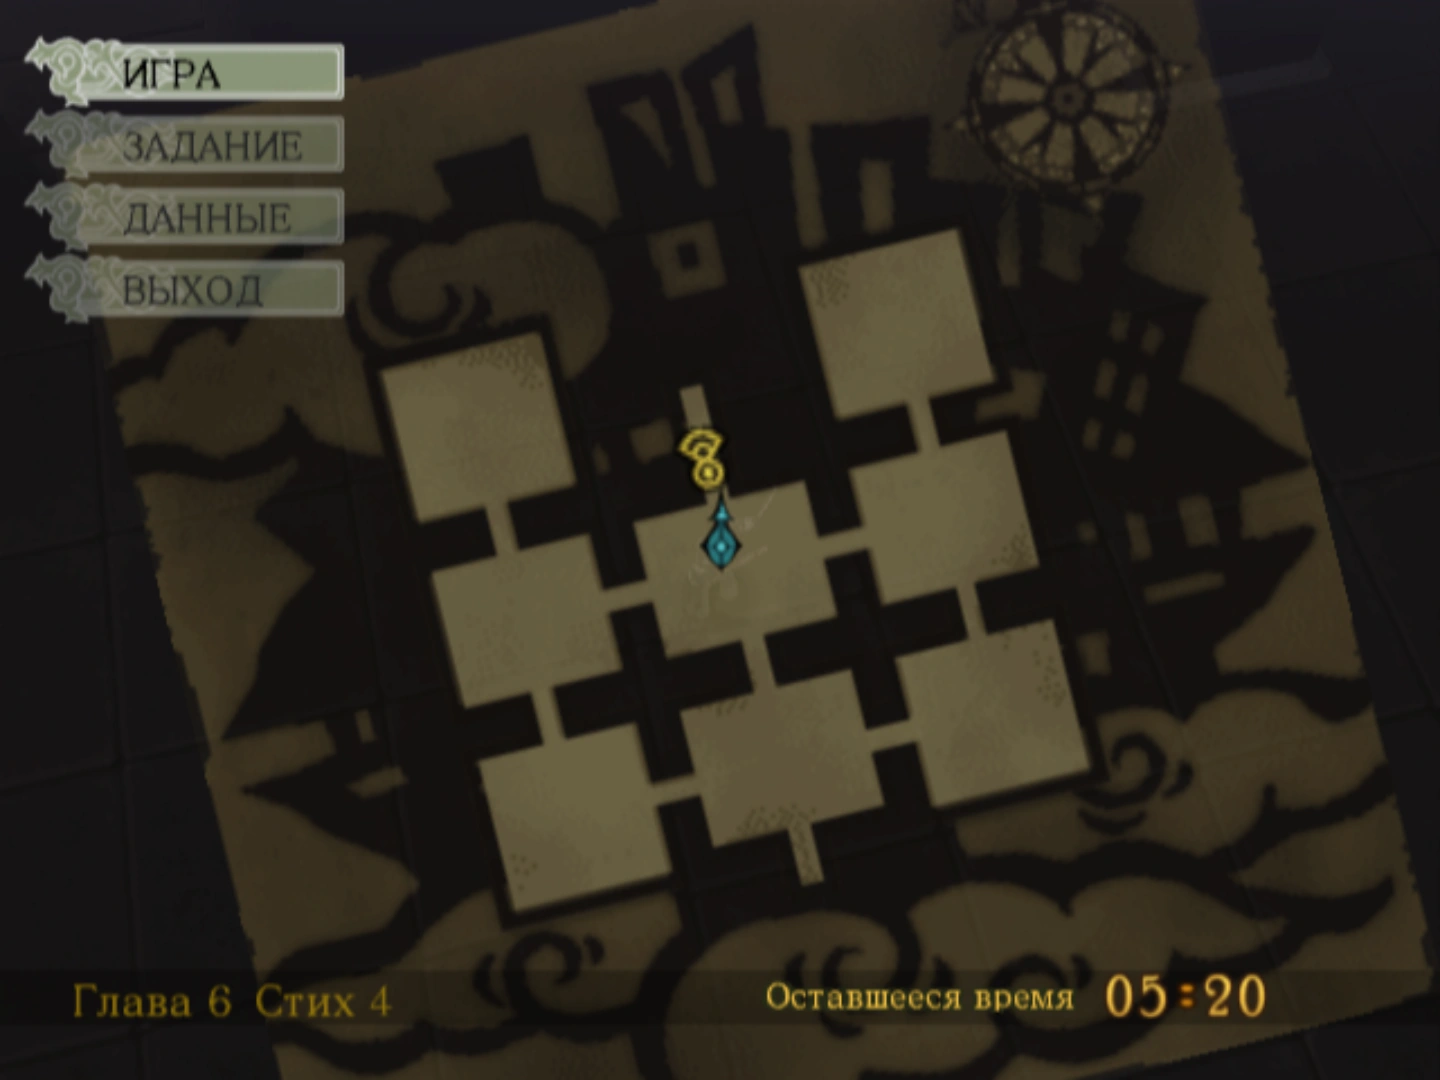 ИГРА
ЗАДАНИЕ
ДАННЫЕ
ВЫХОД
Глава 6 Стих 4
Оставшееся время 05:20